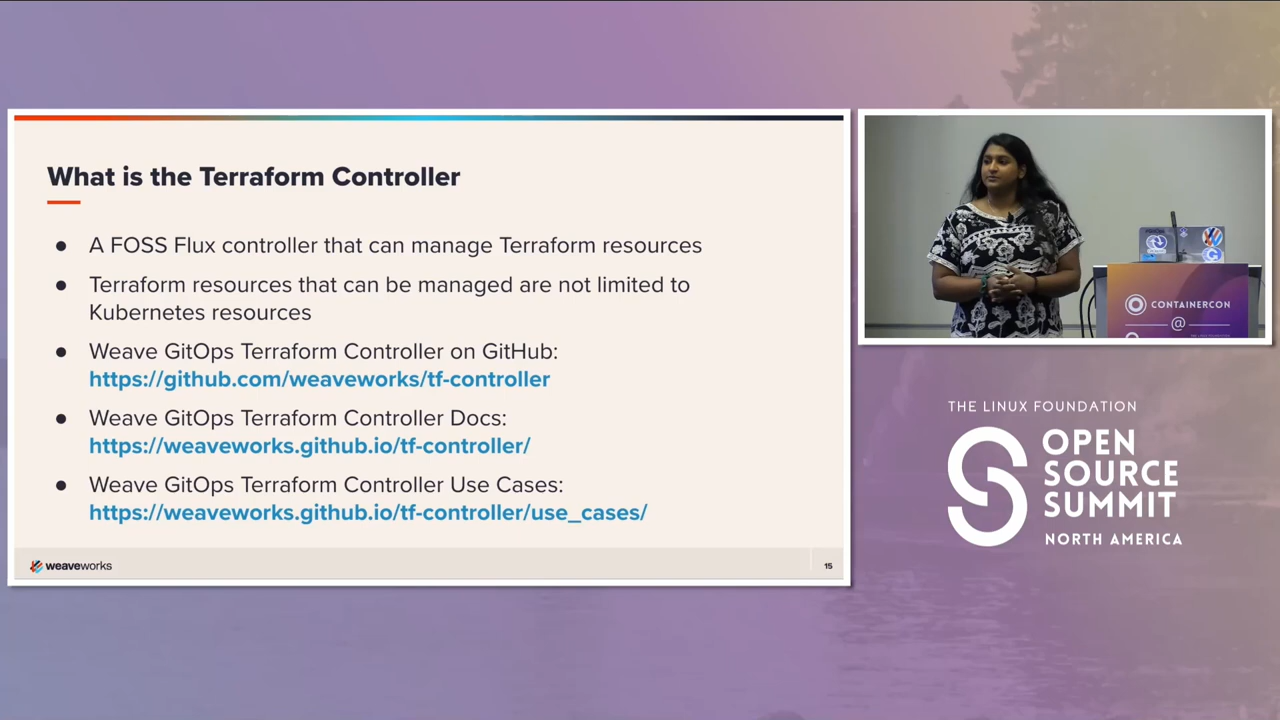 What is the Terraform Controller
● A FOSS Flux controller that can manage Terraform resources
● Terraform resources that can be managed are not limited to
Kubernetes resources
● Weave GitOps Terraform Controller on GitHub:
https://github.com/weaveworks/tf-controller
● Weave GitOps Terraform Controller Docs:
https://weaveworks.github.io/tf-controller/
● Weave GitOps Terraform Controller Use Cases:
https://weaveworks.github.io/tf-controller/use_cases/
weaveworks
15
CONTAINERCON
@
THE LINUX FOUNDATION
OPEN
SOURCE
SUMMIT
NORTH AMERICA